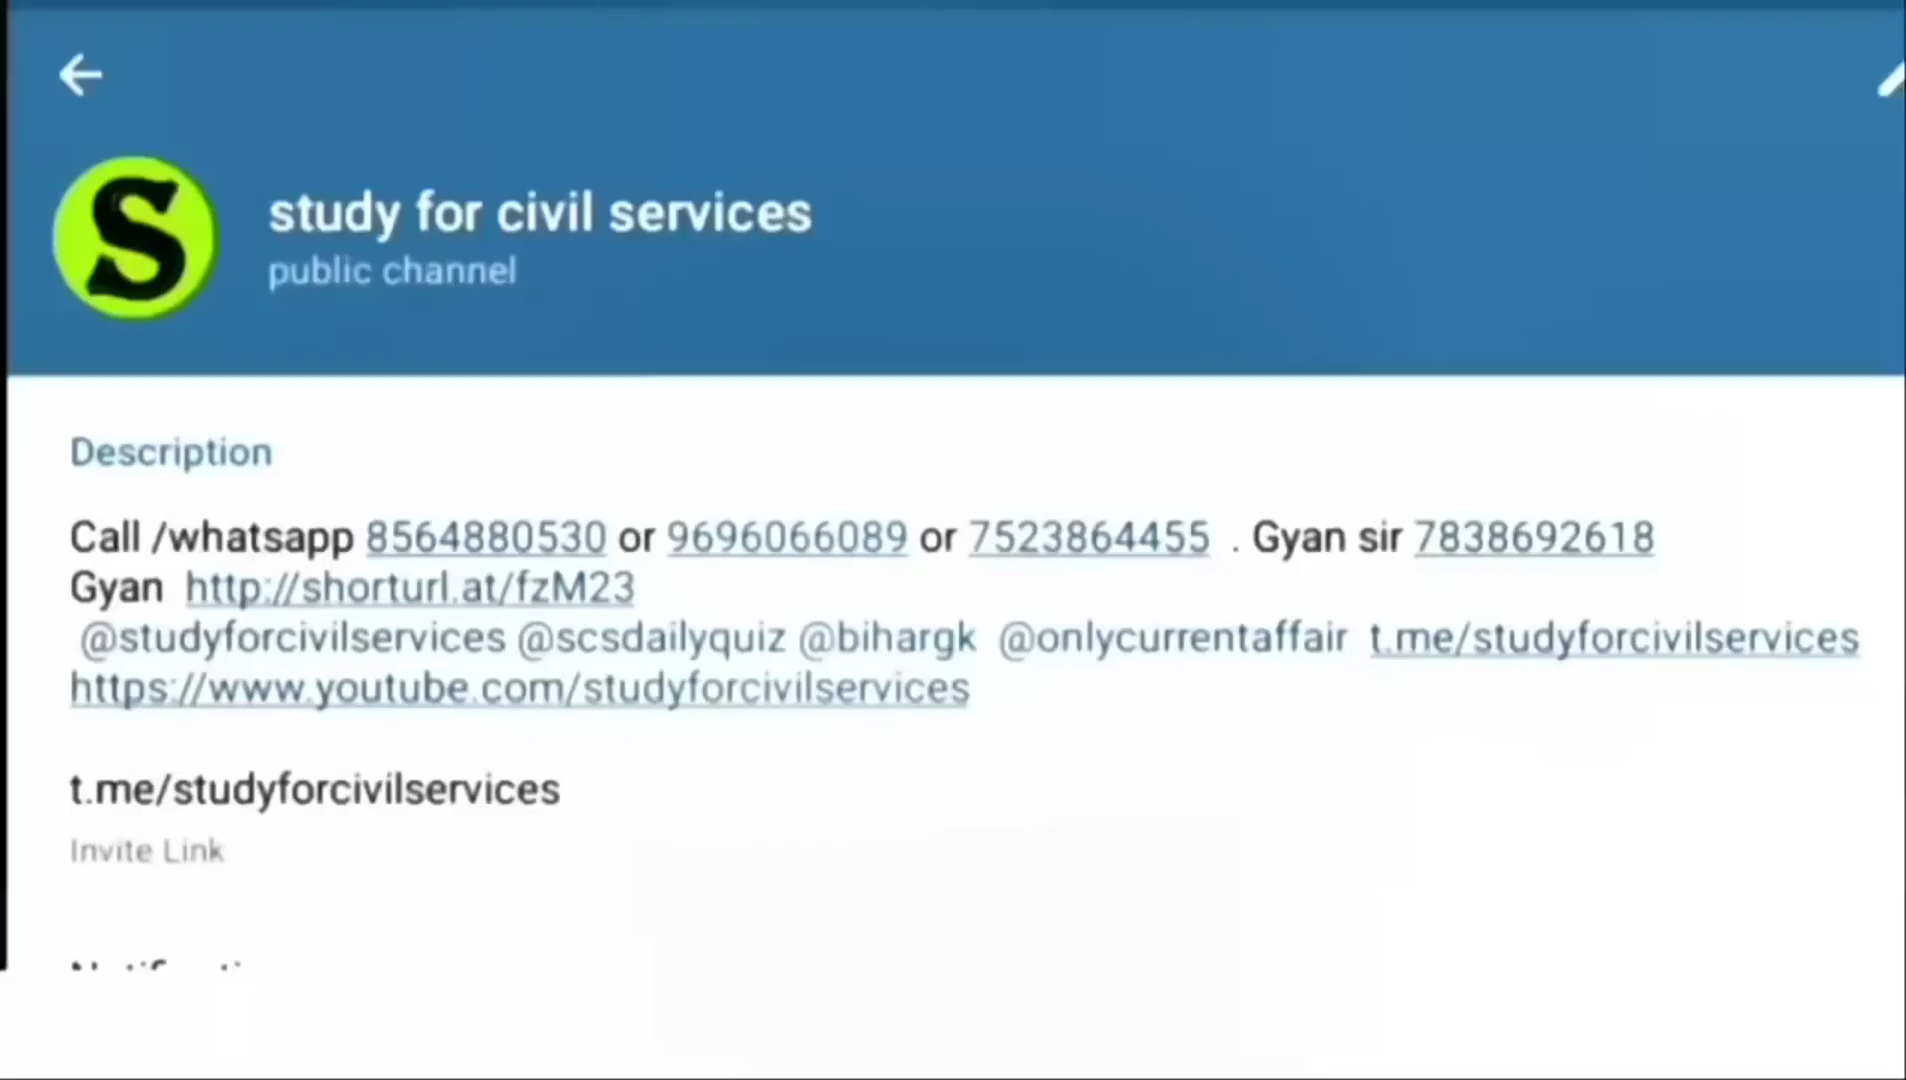 study for civil services
public channel
S
Description
Call /whatsapp 8564880530 or 9696066089 or 7523864455 . Gyan sir 7838692618
Gyan http://shorturl.at/fzM23
@studyforcivilservices @scsdailyquiz @bihargk @onlycurrentaffair t.me/studyforcivilservices
https://www.youtube.com/studyforcivilservices
t.me/studyforcivilservices
Invite Link